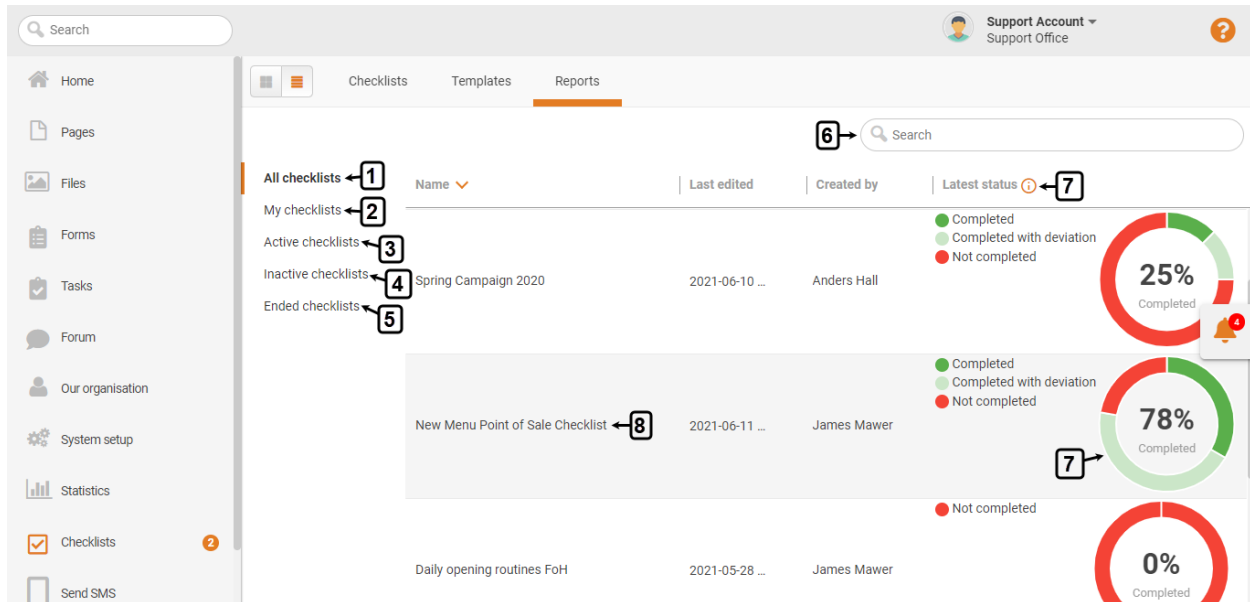 Search
Support Account
Support Office
?
Home
Pages
Files
Forms
Tasks
Forum
Our organisation
System setup
Statistics
Checklists 2
Send SMS
Checklists Templates Reports
6 Search
All checklists 1
My checklists 2
Active checklists 3
Inactive checklists 4
Ended checklists 5
Name Last edited Created by Latest status i 7
Spring Campaign 2020 2021-06-10 ... Anders Hall
Completed
Completed with deviation
Not completed
25%
Completed
4
New Menu Point of Sale Checklist 8 2021-06-11 ... James Mawer
Completed
Completed with deviation
Not completed
78%
Completed
7
Daily opening routines FoH 2021-05-28 ... James Mawer
Not completed
0%
Completed